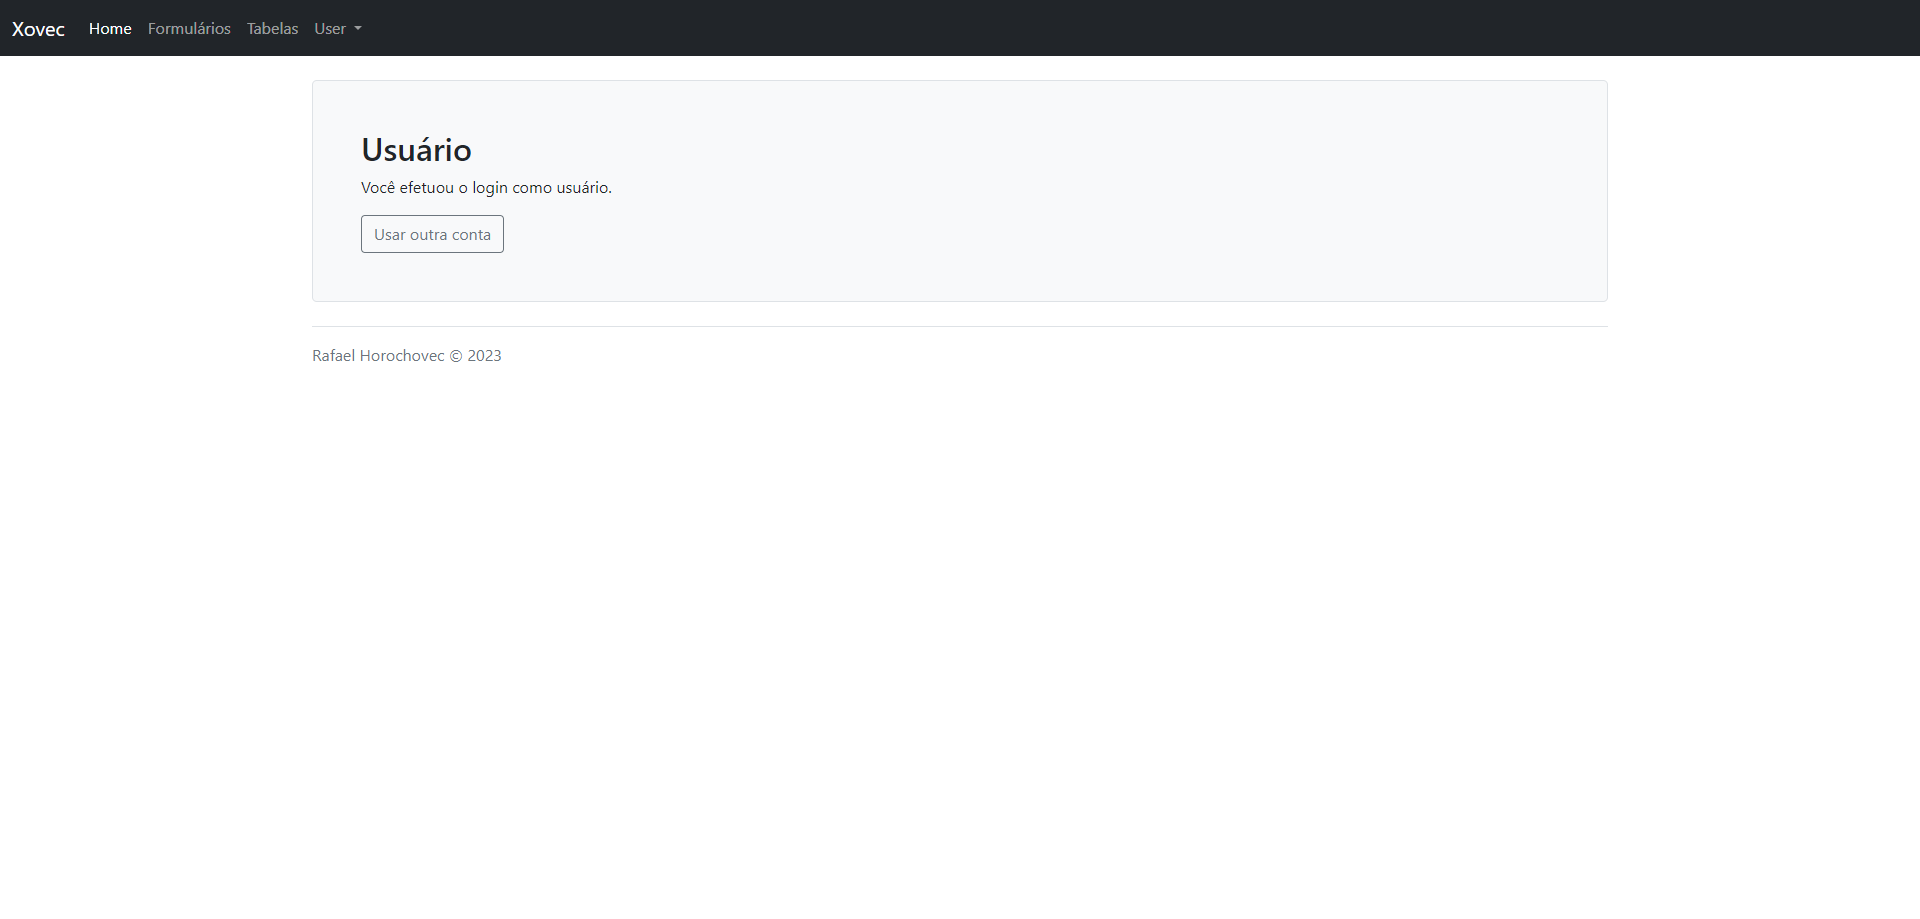 Xovec Home Formulários Tabelas User
Usuário
Você efetuou o login como usuário.
Usar outra conta
Rafael Horochovec © 2023